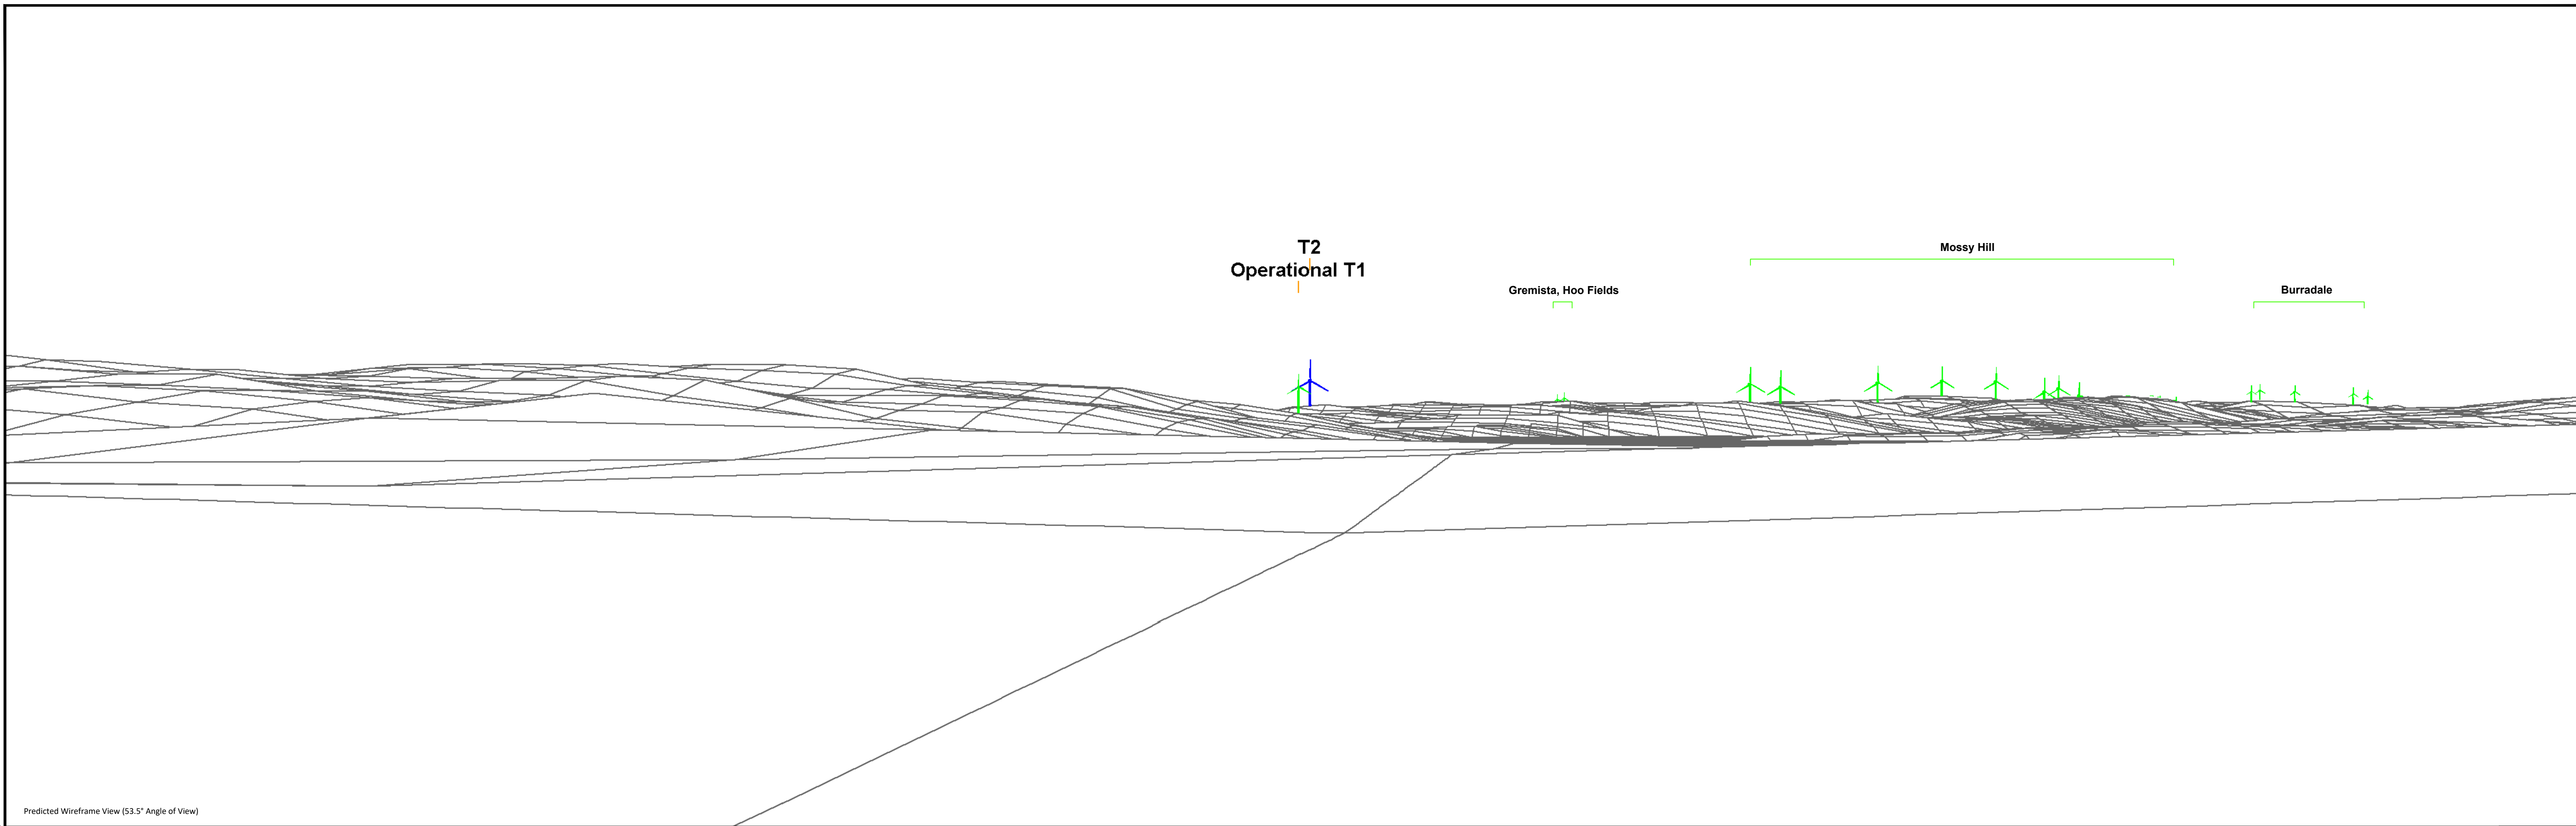 T2
Operational T1
Mossy Hill
Gremista, Hoo Fields
Burradale
Predicted Wireframe View (53.5° Angle of View)